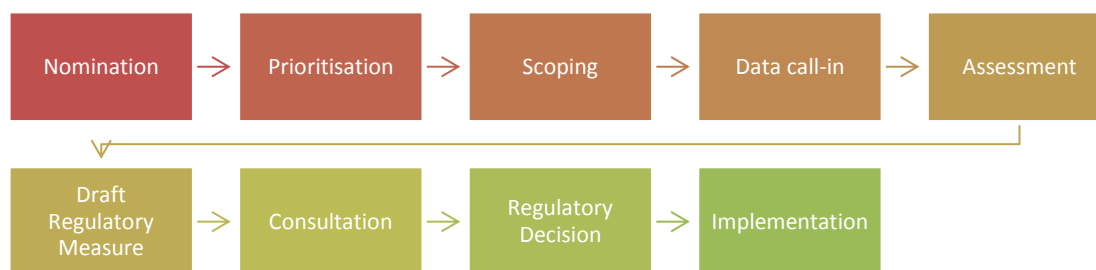 Nomination
Prioritisation
Scoping
Data call-in
Assessment
Draft
Regulatory
Measure
Consultation
Regulatory
Decision
Implementation